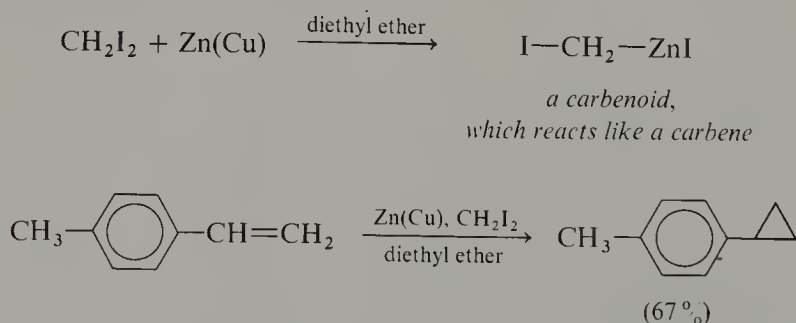 CH₂I₂ + Zn(Cu) diethyl ether I—CH₂—ZnI
a carbenoid,
which reacts like a carbene
CH₃ CH=CH₂ Zn(Cu), CH₂I₂ diethyl ether CH₃
(67%)